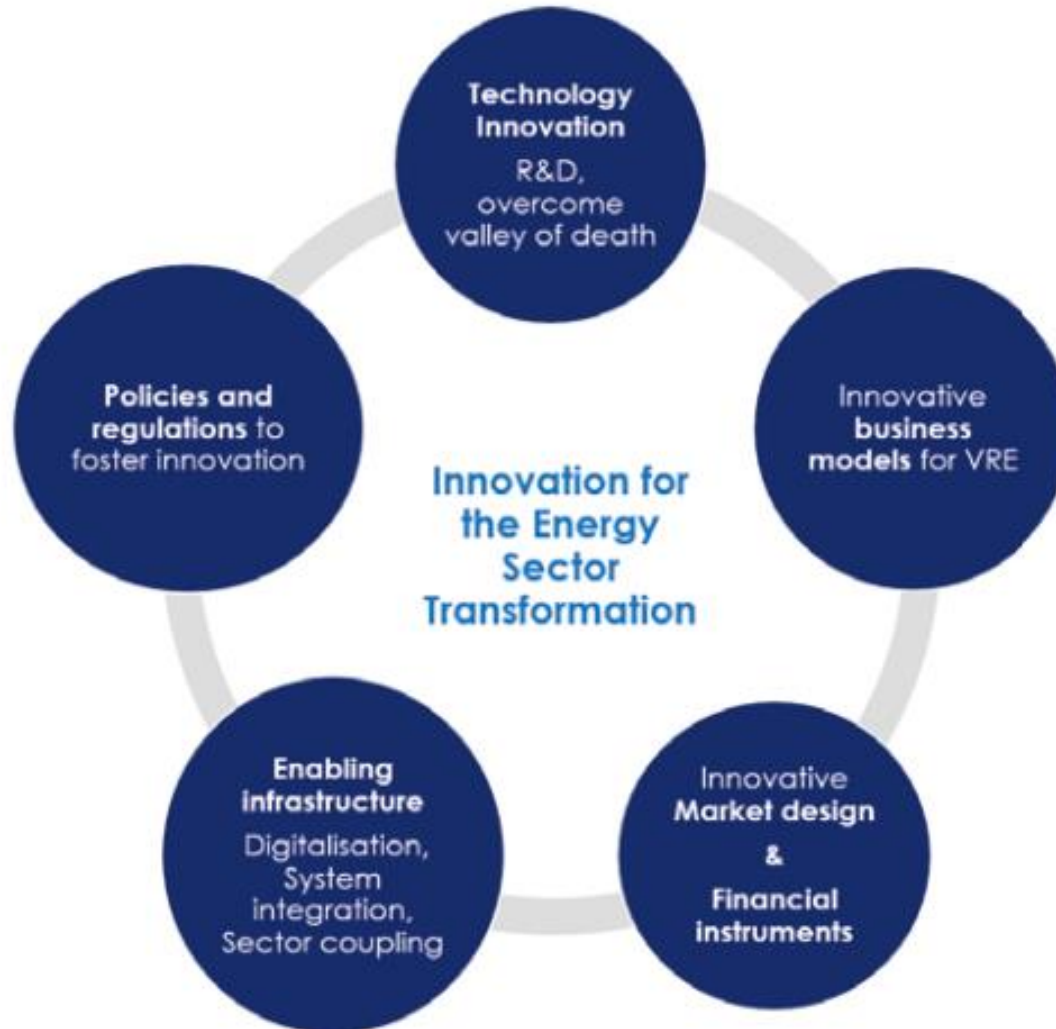 Technology
Innovation
R&D,
overcome
valley of death
Policies and
regulations to
foster innovation
Innovative
business
models for VRE
Innovation for
the Energy
Sector
Transformation
Enabling
infrastructure
Digitalisation,
System
integration,
Sector coupling
Innovative
Market design
&
Financial
instruments